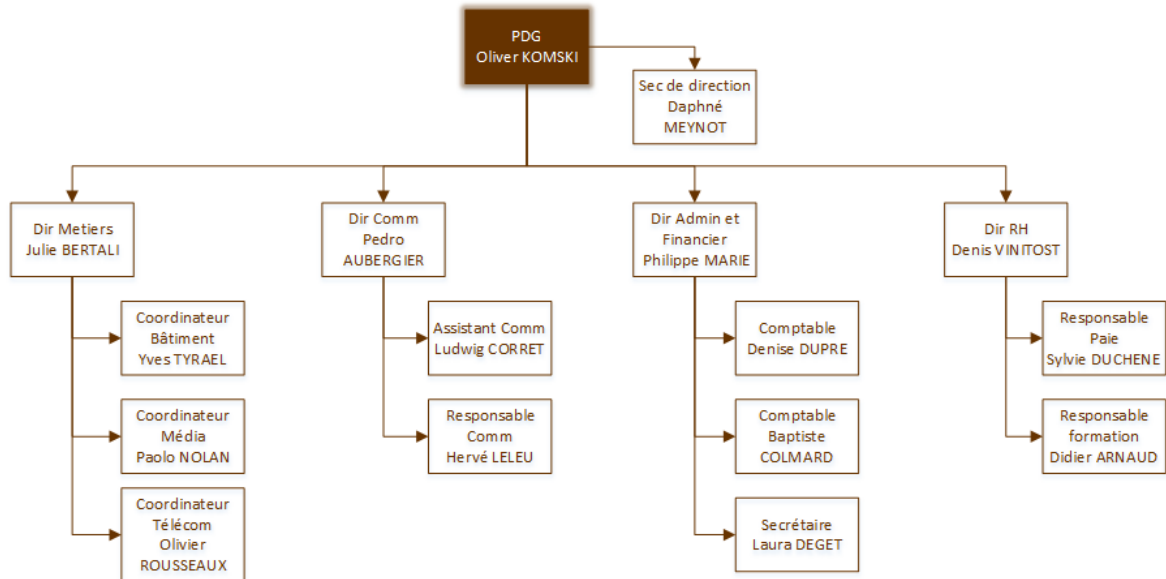 PDG
Oliver KOMSKI
Sec de direction
Daphné
MEYNOT
Dir Metiers
Julie BERTALI
Dir Comm
Pedro
AUBERGIER
Dir Admin et
Financier
Philippe MARIE
Dir RH
Denis VINITOST
Coordinateur
Bâtiment
Yves TYRAEL
Assistant Comm
Ludwig CORRET
Comptable
Denise DUPRE
Responsable
Paie
Sylvie DUCHENE
Coordinateur
Média
Paolo NOLAN
Responsable
Comm
Hervé LELEU
Comptable
Baptiste
COLMARD
Responsable
formation
Didier ARNAUD
Coordinateur
Télécom
Olivier
ROUSSEAUX
Secrétaire
Laura DEGET